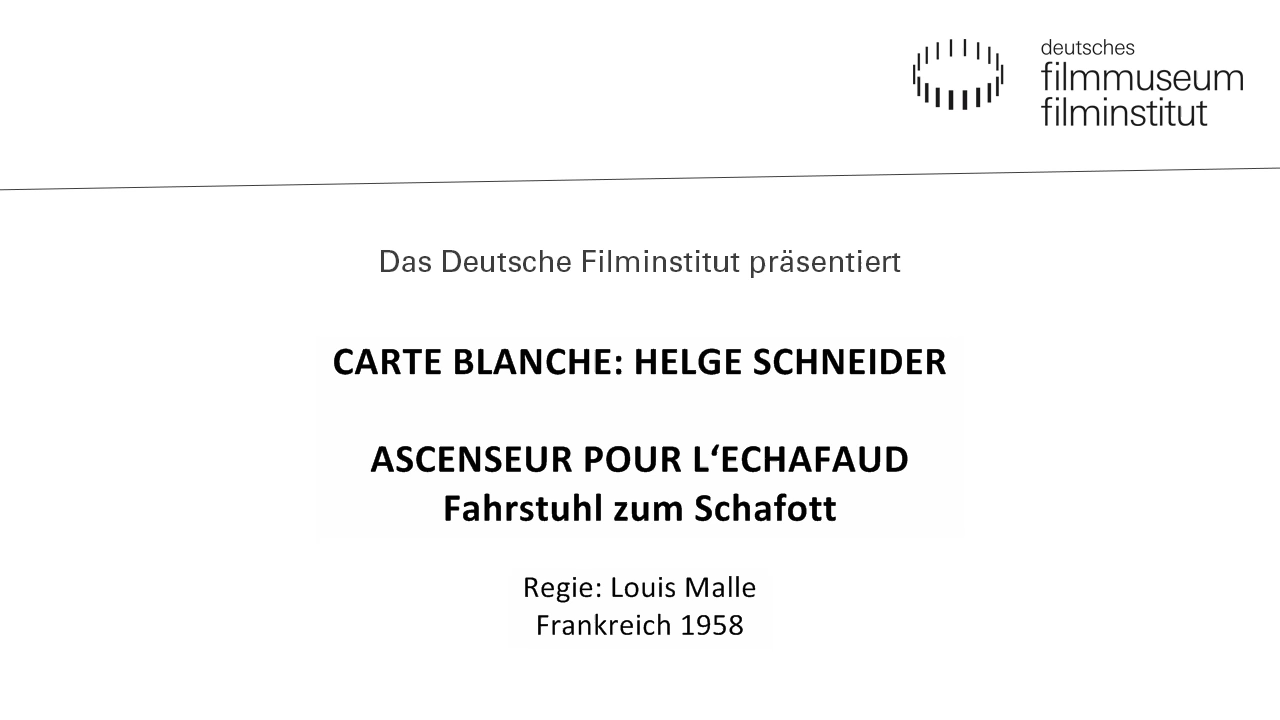 deutsches
filmmuseum
filminstitut
Das Deutsche Filminstitut präsentiert
CARTE BLANCHE: HELGE SCHNEIDER
ASCENSEUR POUR L‘ECHAFAUD
Fahrstuhl zum Schafott
Regie: Louis Malle
Frankreich 1958